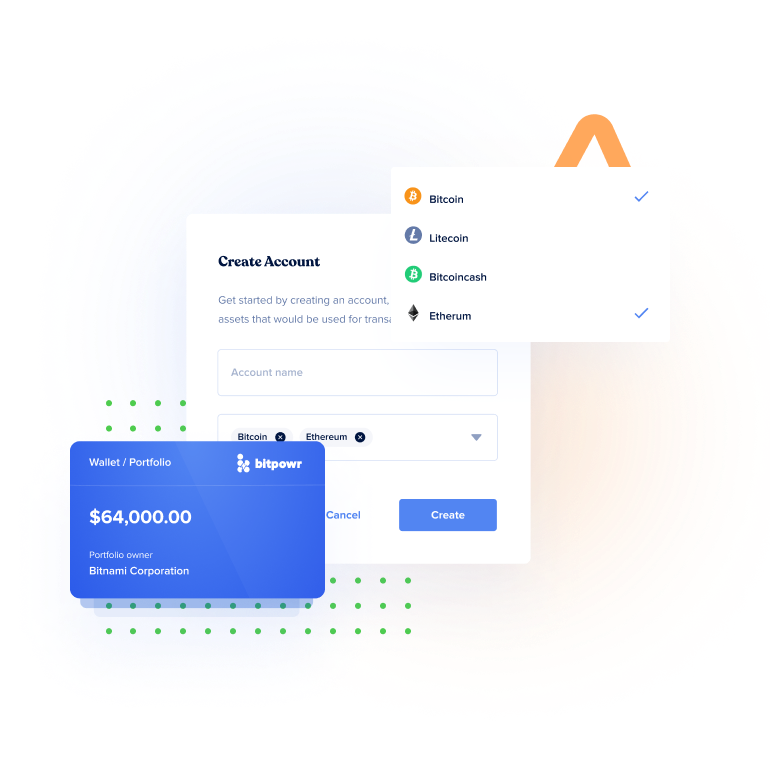 Bitcoin
Litecoin
Bitcoincash
Etherum
Create Account
Get started by creating an account,
assets that would be used for transa
Account name
Bitcoin Ethereum
Cancel Create
Wallet / Portfolio bitpowr
$64,000.00
Portfolio owner
Bitnami Corporation